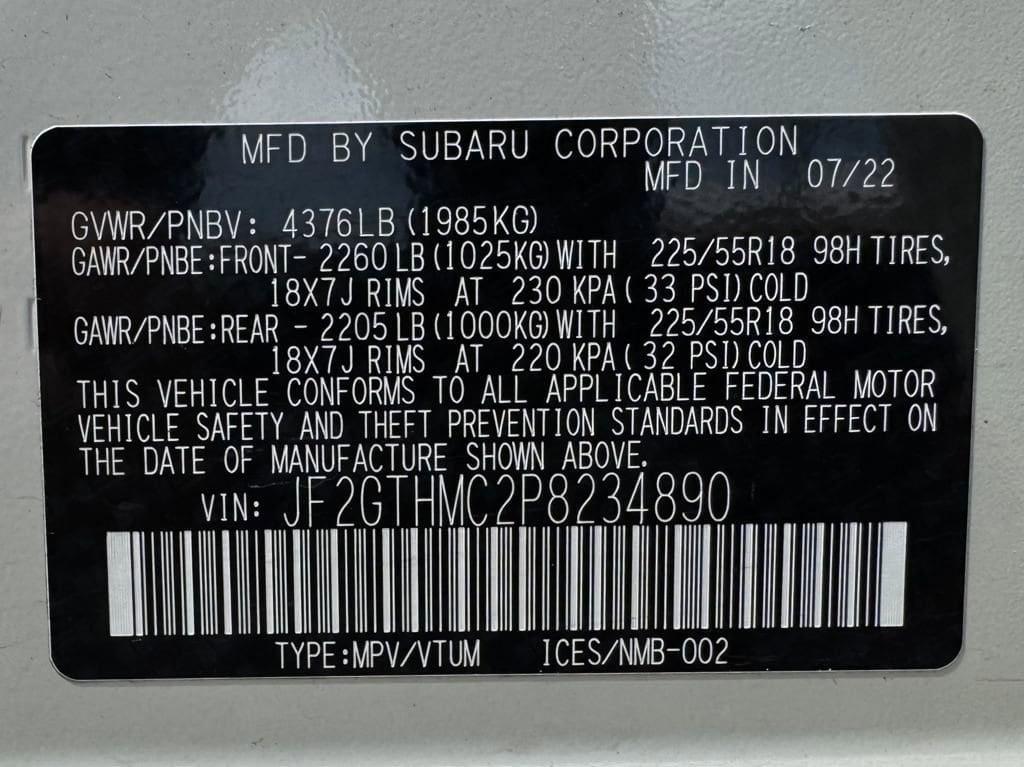 MFD BY SUBARU CORPORATION
MFD IN 07/22
GVWR/PNBV: 4376LB (1985KG)
GAWR/PNBE:FRONT- 2260 LB (1025KG) WITH 225/55R18 98H TIRES,
18X7J RIMS AT 230 KPA ( 33 PSI) COLD
GAWR/PNBE:REAR - 2205 LB (1000KG) WITH 225/55R18 98H TIRES,
18X7J RIMS AT 220 KPA ( 32 PSI) COLD
THIS VEHICLE CONFORMS TO ALL APPLICABLE FEDERAL MOTOR
VEHICLE SAFETY AND THEFT PREVENTION STANDARDS IN EFFECT ON
THE DATE OF MANUFACTURE SHOWN ABOVE.
VIN: JF2GTHMC2P8234890
TYPE:MPV/VTUM ICES/NMB-002